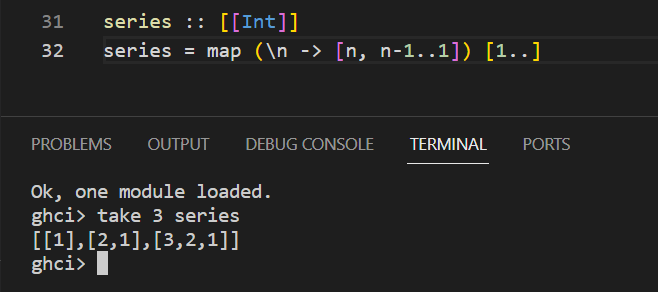 31 series :: [[Int]]
32 series = map (\n -> [n, n-1..1]) [1..]
PROBLEMS OUTPUT DEBUG CONSOLE TERMINAL PORTS
Ok, one module loaded.
ghci> take 3 series
[[1],[2,1],[3,2,1]]
ghci>